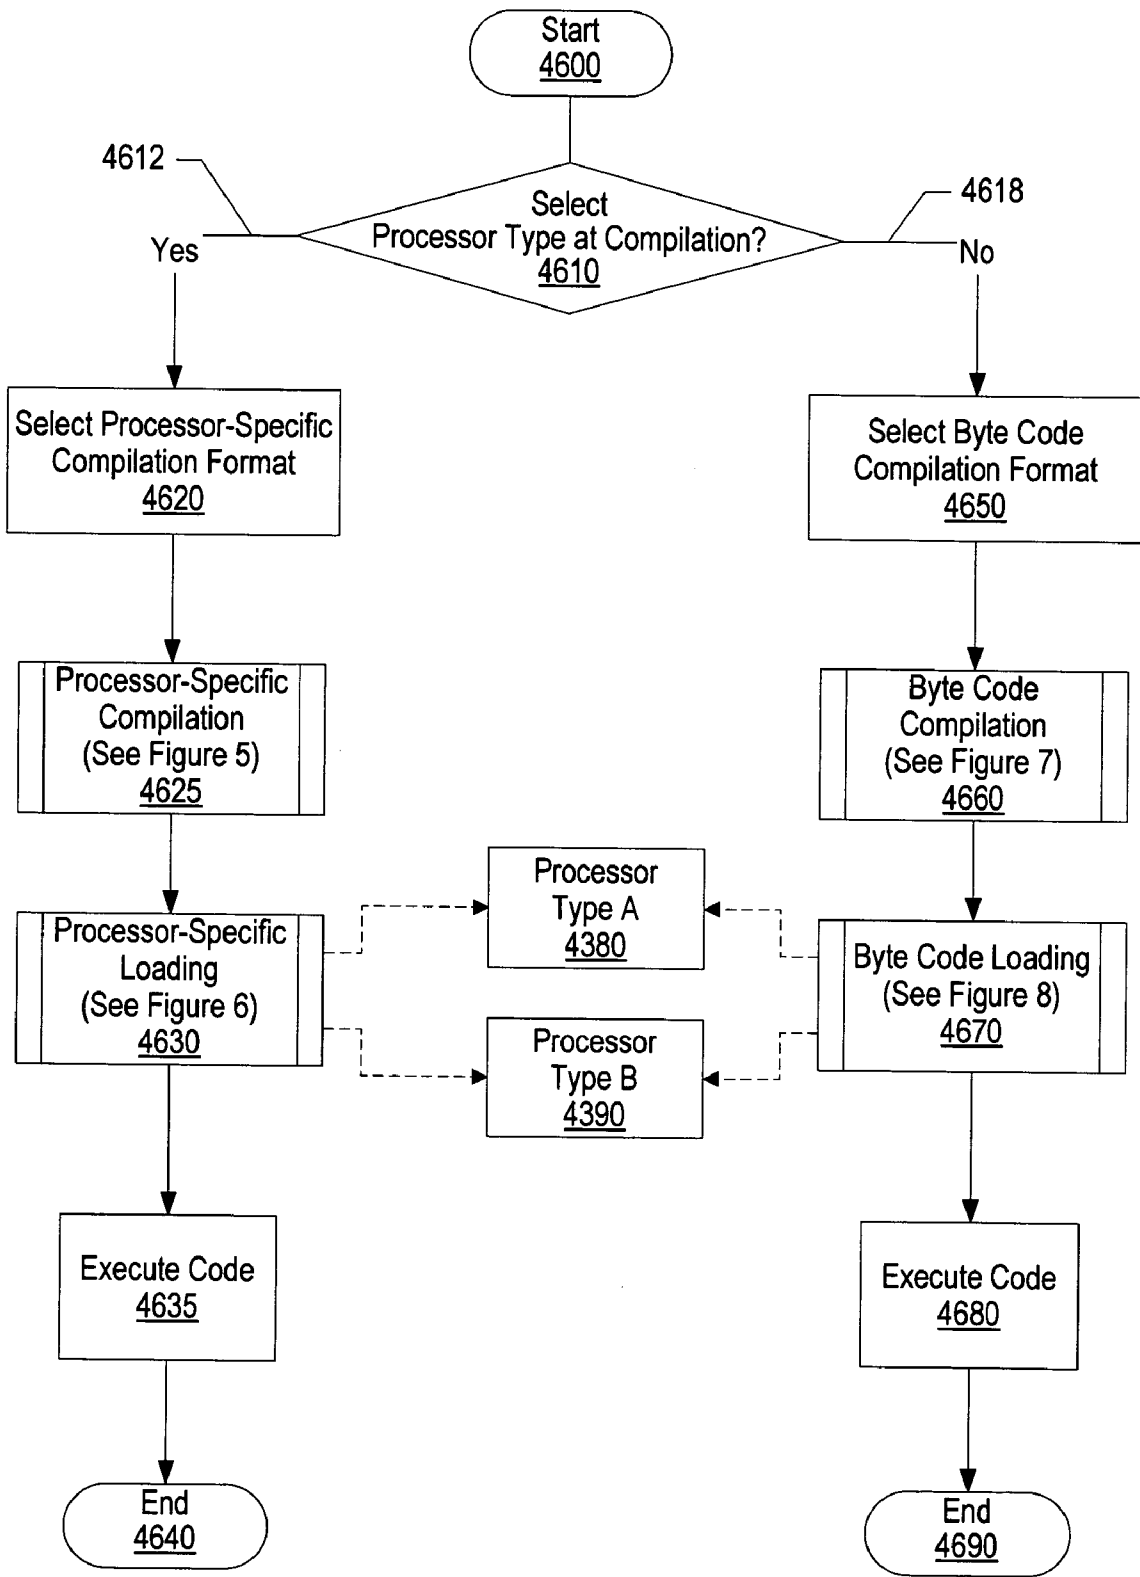 Start
4600
4612
4618
Select
Processor Type at Compilation?
4610
Yes
No
Select Processor-Specific
Compilation Format
4620
Select Byte Code
Compilation Format
4650
Processor-Specific
Compilation
(See Figure 5)
4625
Byte Code
Compilation
(See Figure 7)
4660
Processor
Type A
4380
Processor-Specific
Loading
(See Figure 6)
4630
Byte Code Loading
(See Figure 8)
4670
Processor
Type B
4390
Execute Code
4635
Execute Code
4680
End
4640
End
4690